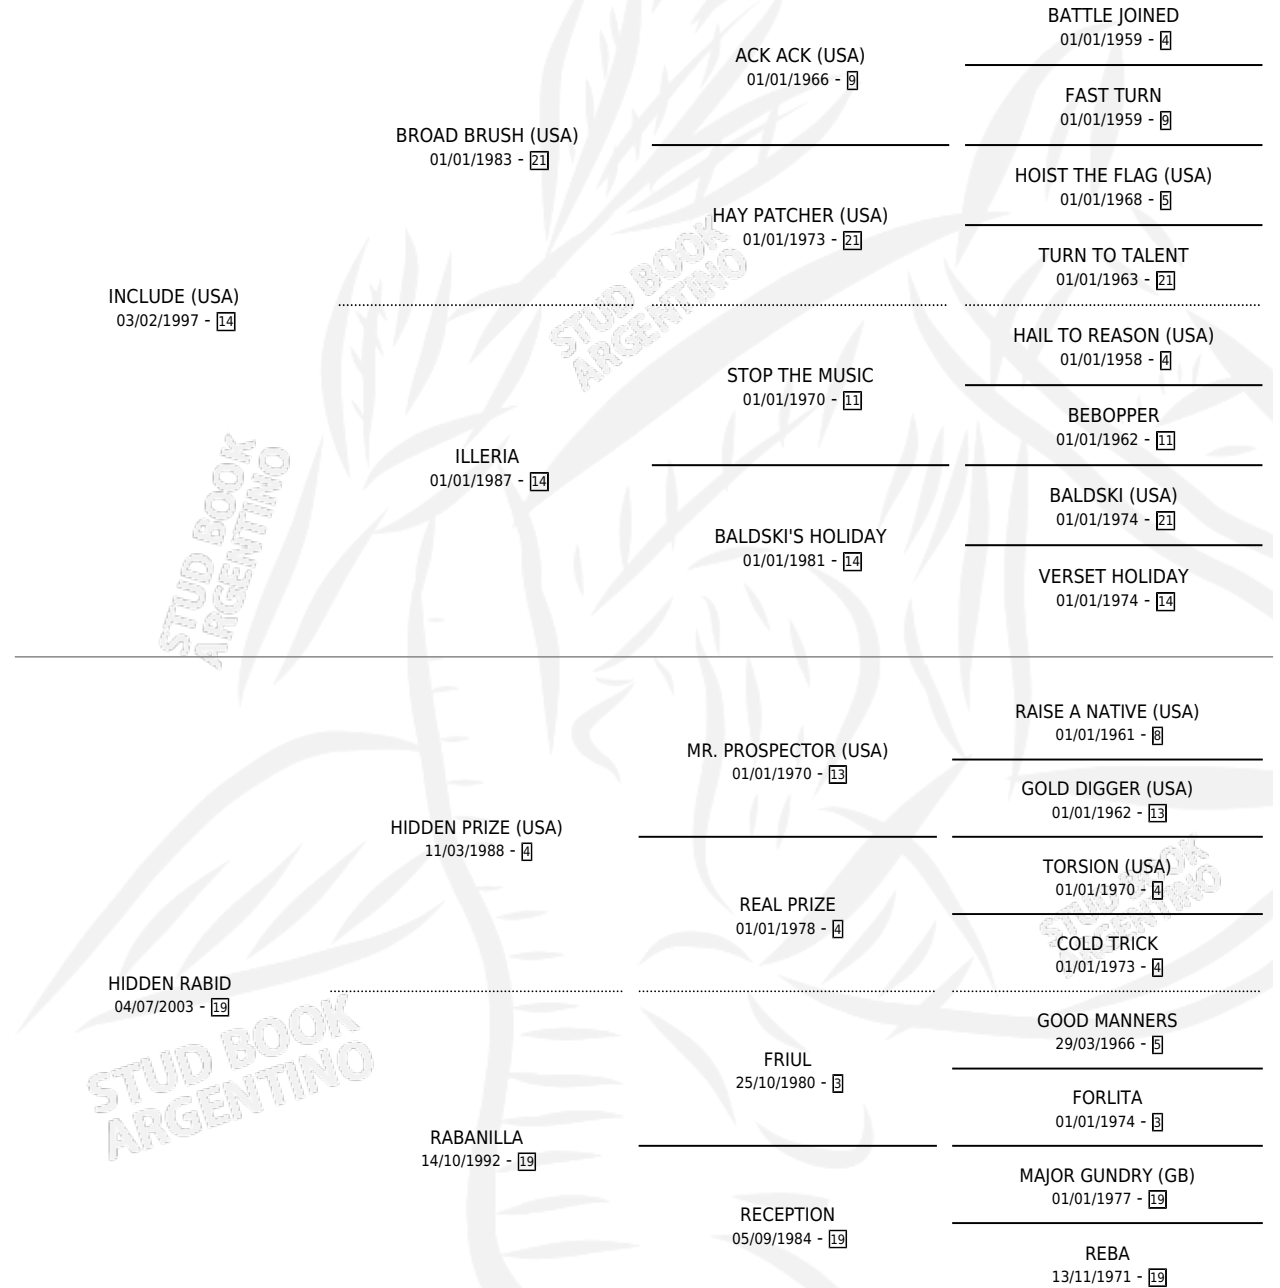 BATTLE JOINED
01/01/1959 - 4
ACK ACK (USA)
01/01/1966 - 9
FAST TURN
01/01/1959 - 9
BROAD BRUSH (USA)
01/01/1983 - 21
HOIST THE FLAG (USA)
01/01/1968 - 5
HAY PATCHER (USA)
01/01/1973 - 21
TURN TO TALENT
01/01/1963 - 21
INCLUDE (USA)
03/02/1997 - 14
HAIL TO REASON (USA)
01/01/1958 - 4
STOP THE MUSIC
01/01/1970 - 11
BEBOPPER
01/01/1962 - 11
ILLERIA
01/01/1987 - 14
BALDSKI (USA)
01/01/1974 - 21
BALDSKI'S HOLIDAY
01/01/1981 - 14
VERSET HOLIDAY
01/01/1974 - 14
STUD BOOK
ARGENTINO
STUD BOOK
ARGENTINO
RAISE A NATIVE (USA)
01/01/1961 - 8
MR. PROSPECTOR (USA)
01/01/1970 - 13
GOLD DIGGER (USA)
01/01/1962 - 13
HIDDEN PRIZE (USA)
11/03/1988 - 4
TORSION (USA)
01/01/1970 - 4
REAL PRIZE
01/01/1978 - 4
COLD TRICK
01/01/1973 - 4
STUD BOOK
ARGENTINO
HIDDEN RABID
04/07/2003 - 19
GOOD MANNERS
29/03/1966 - 5
FRIUL
25/10/1980 - 3
FORLITA
01/01/1974 - 3
STUD BOOK
ARGENTINO
RABANILLA
14/10/1992 - 19
MAJOR GUNDRY (GB)
01/01/1977 - 19
RECEPTION
05/09/1984 - 19
REBA
13/11/1971 - 19